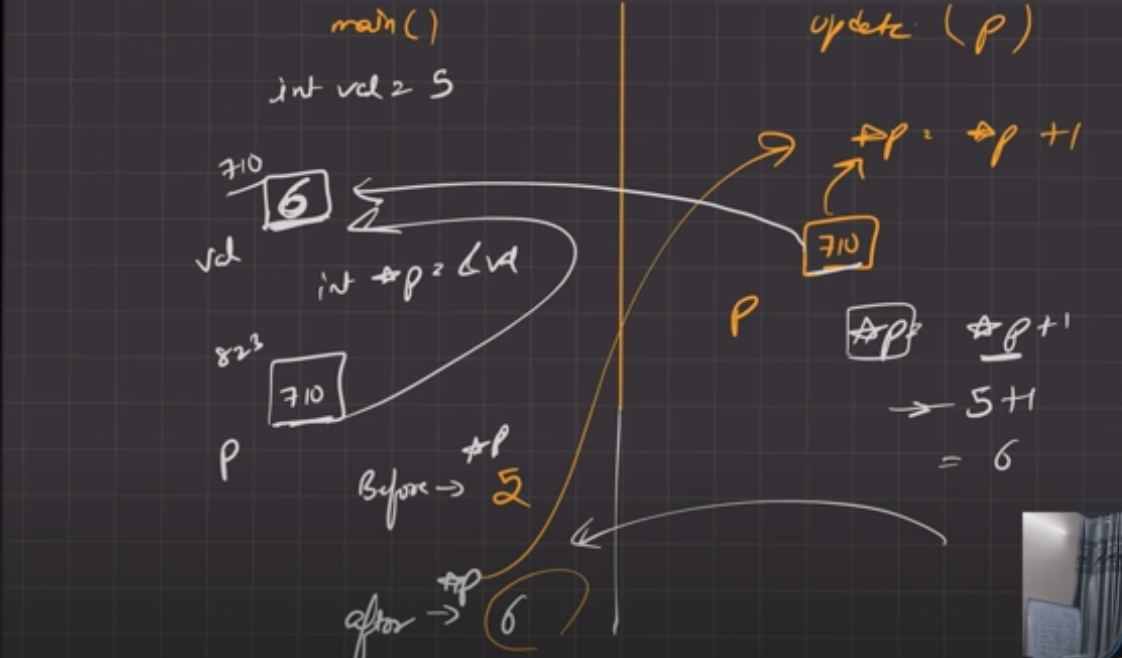 main()
int val = 5
710
6
val
int *p = &val
823
710
p
*p
Before → 5
*p
after → 6
update (p)
*p = *p +1
710
p
*p = *p+1
→ 5+1
= 6